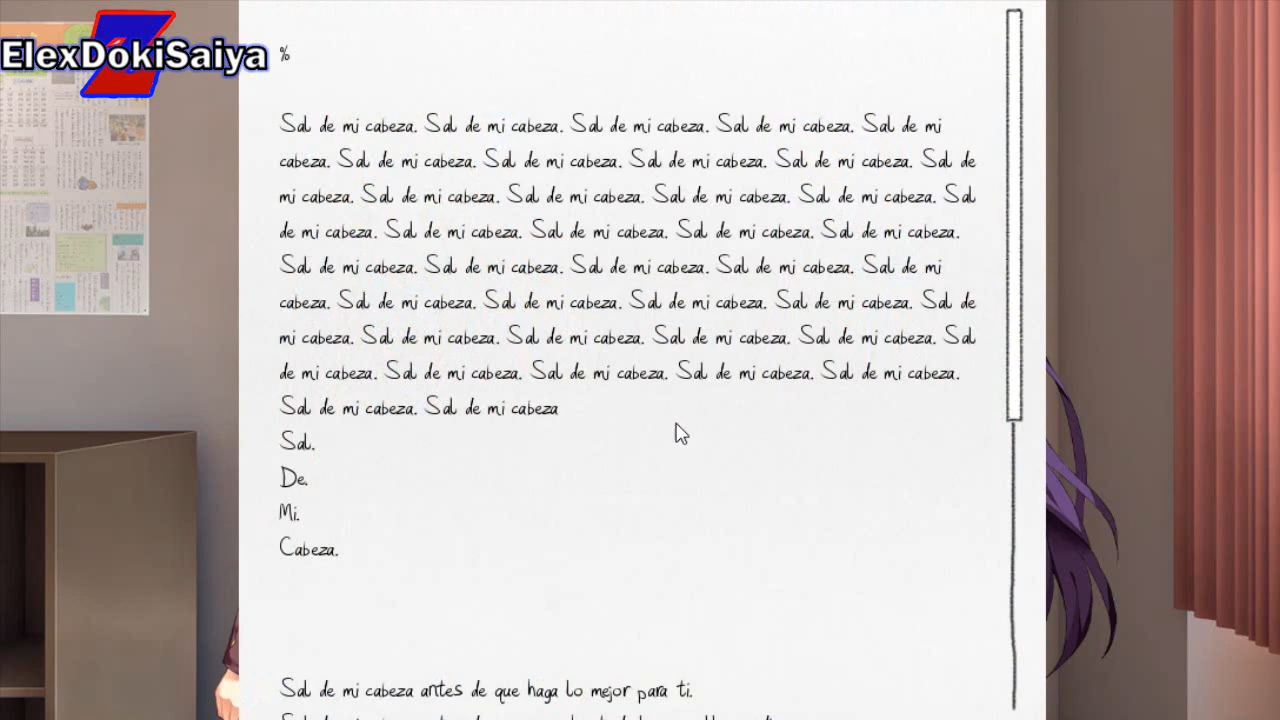 ElexDokiSaiya
%
Sal de mi cabeza. Sal de mi cabeza. Sal de mi cabeza. Sal de mi cabeza. Sal de mi
cabeza. Sal de mi cabeza. Sal de mi cabeza. Sal de mi cabeza. Sal de mi cabeza. Sal de
mi cabeza. Sal de mi cabeza. Sal de mi cabeza. Sal de mi cabeza. Sal de mi cabeza. Sal
de mi cabeza. Sal de mi cabeza. Sal de mi cabeza. Sal de mi cabeza. Sal de mi cabeza.
Sal de mi cabeza. Sal de mi cabeza. Sal de mi cabeza. Sal de mi cabeza. Sal de mi
cabeza. Sal de mi cabeza. Sal de mi cabeza. Sal de mi cabeza. Sal de mi cabeza. Sal de
mi cabeza. Sal de mi cabeza. Sal de mi cabeza. Sal de mi cabeza. Sal de mi cabeza. Sal
de mi cabeza. Sal de mi cabeza. Sal de mi cabeza. Sal de mi cabeza. Sal de mi cabeza.
Sal de mi cabeza. Sal de mi cabeza
Sal.
De.
Mi.
Cabeza.
Sal de mi cabeza antes de que haga lo mejor para ti.